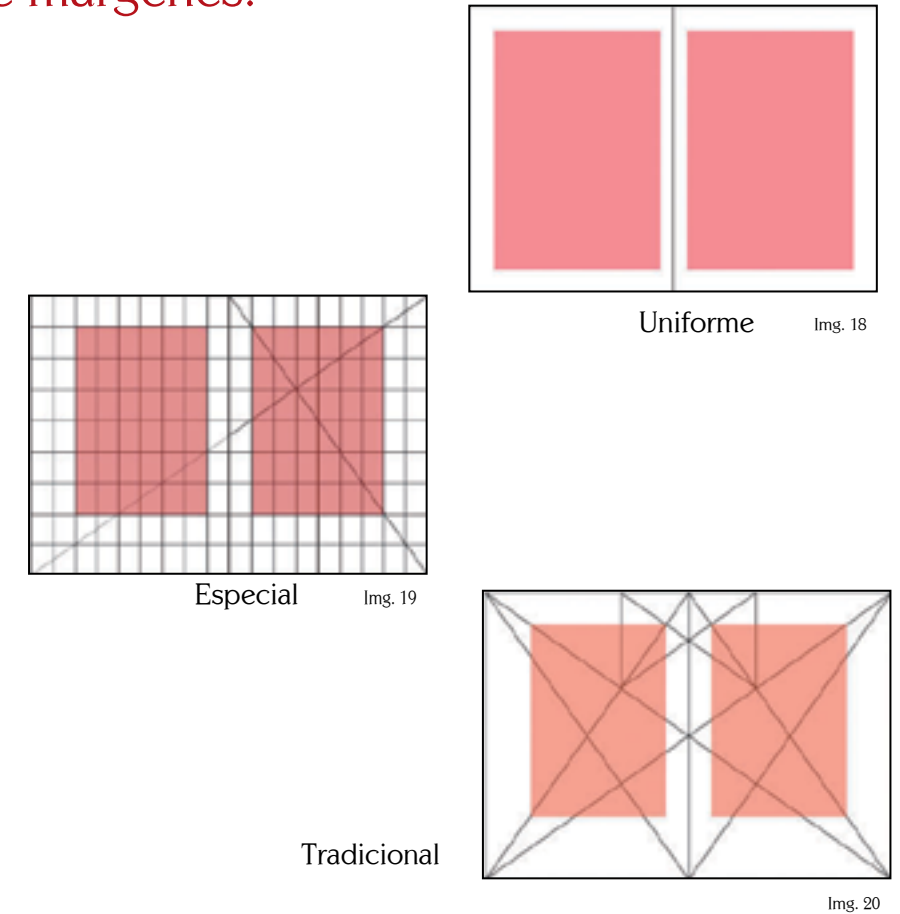 márgenes.
Uniforme
Img. 18
Especial
Img. 19
Tradicional
Img. 20